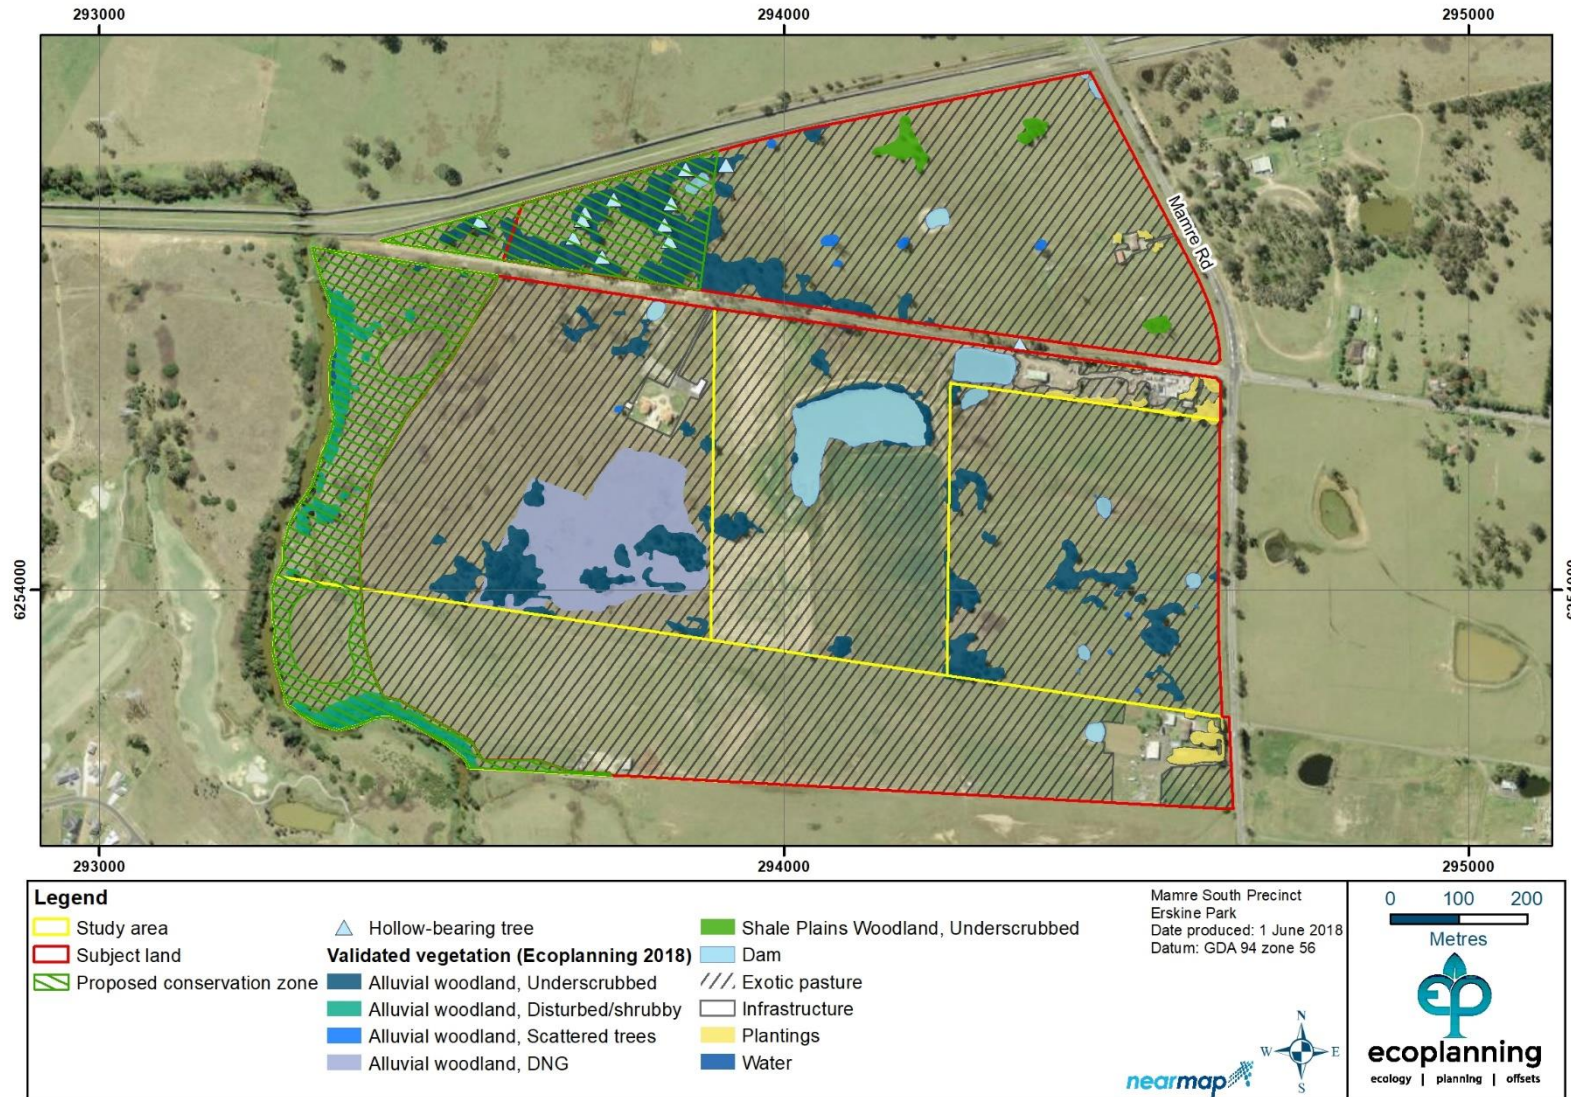 293000
294000
295000
Mamre Rd
6254000
6254000
293000
294000
295000
Legend
Study area
Subject land
Proposed conservation zone
Hollow-bearing tree
Validated vegetation (Ecoplanning 2018)
Alluvial woodland, Underscrubbed
Alluvial woodland, Disturbed/shrubby
Alluvial woodland, Scattered trees
Alluvial woodland, DNG
Shale Plains Woodland, Underscrubbed
Dam
Exotic pasture
Infrastructure
Plantings
Water
Mamre South Precinct
Erskine Park
Date produced: 1 June 2018
Datum: GDA 94 zone 56
N
W E
S
nearmap
0 100 200
Metres
ep
ecoplanning
ecology | planning | offsets